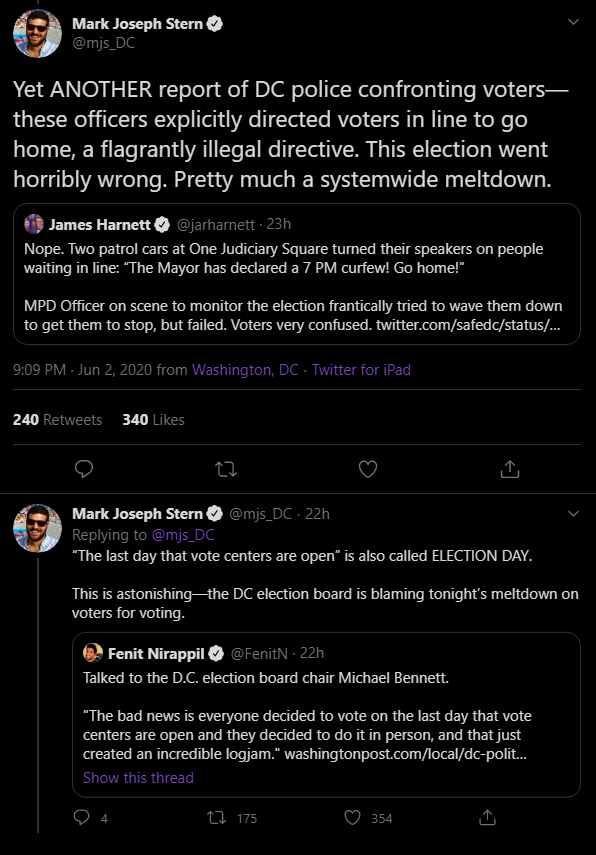 Mark Joseph Stern
@mjs_DC
Yet ANOTHER report of DC police confronting voters—
these officers explicitly directed voters in line to go
home, a flagrantly illegal directive. This election went
horribly wrong. Pretty much a systemwide meltdown.
James Harnett @jarharnett · 23h
Nope. Two patrol cars at One Judiciary Square turned their speakers on people
waiting in line: “The Mayor has declared a 7 PM curfew! Go home!”
MPD Officer on scene to monitor the election frantically tried to wave them down
to get them to stop, but failed. Voters very confused. twitter.com/safedc/status/...
9:09 PM · Jun 2, 2020 from Washington, DC · Twitter for iPad
240 Retweets 340 Likes
Mark Joseph Stern @mjs_DC · 22h
Replying to @mjs_DC
“The last day that vote centers are open” is also called ELECTION DAY.
This is astonishing—the DC election board is blaming tonight's meltdown on
voters for voting.
Fenit Nirappil @FenitN · 22h
Talked to the D.C. election board chair Michael Bennett.
"The bad news is everyone decided to vote on the last day that vote
centers are open and they decided to do it in person, and that just
created an incredible logjam." washingtonpost.com/local/dc-polit...
Show this thread
4 175 354